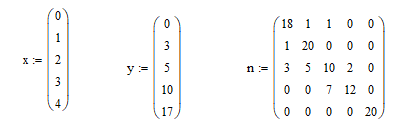 x := ( 0 1 2 3 4 )
y := ( 0 3 5 10 17 )
n := ( 18 1 1 0 0
1 20 0 0 0
3 5 10 2 0
0 0 7 12 0
0 0 0 0 20 )